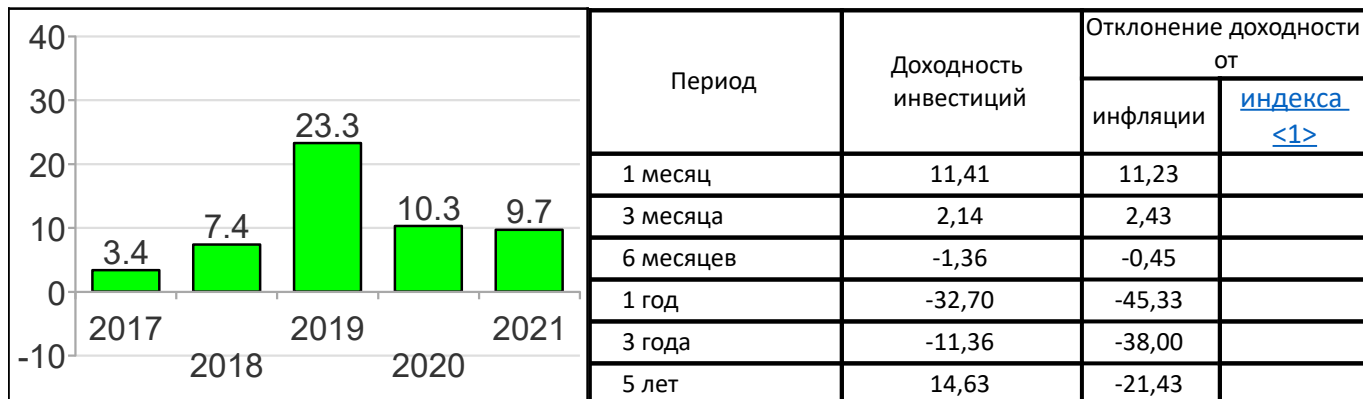 40
30
20
10
0
-10
3.4
7.4
23.3
10.3
9.7
2017
2018
2019
2020
2021
Период
Доходность
инвестиций
Отклонение доходности
от
инфляции
индекса
<1>
1 месяц 11,41 11,23
3 месяца 2,14 2,43
6 месяцев -1,36 -0,45
1 год -32,70 -45,33
3 года -11,36 -38,00
5 лет 14,63 -21,43